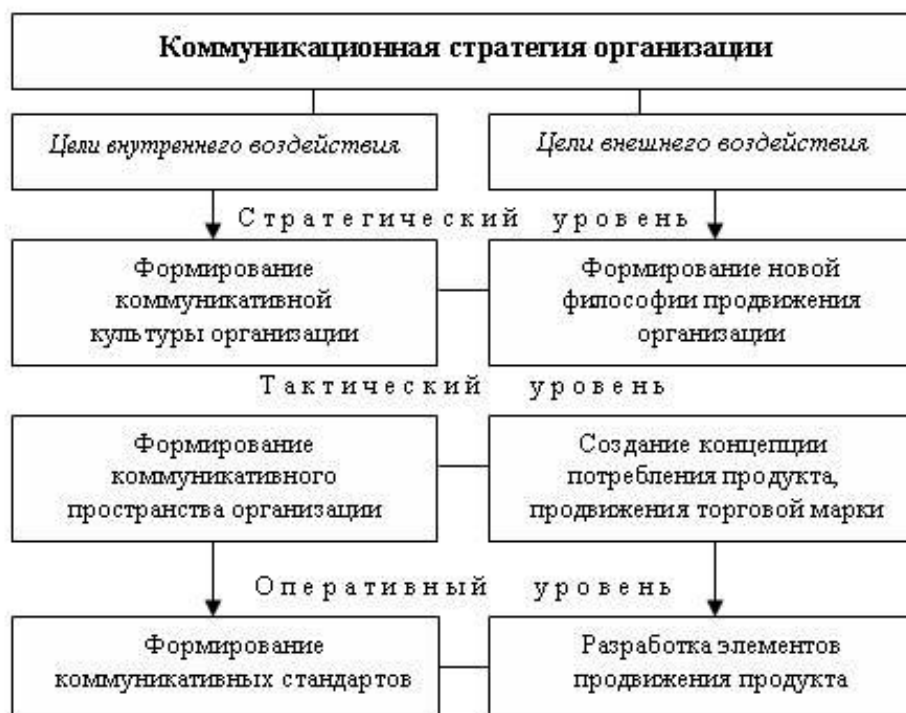 Коммуникационная стратегия организации
Цели внутреннего воздействия
Цели внешнего воздействия
Стратегический уровень
Формирование
коммуникативной
культуры организации
Формирование новой
философии продвижения
организации
Тактический уровень
Формирование
коммуникативного
пространства организации
Создание концепции
потребления продукта,
продвижения торговой марки
Оперативный уровень
Формирование
коммуникативных стандартов
Разработка элементов
продвижения продукта